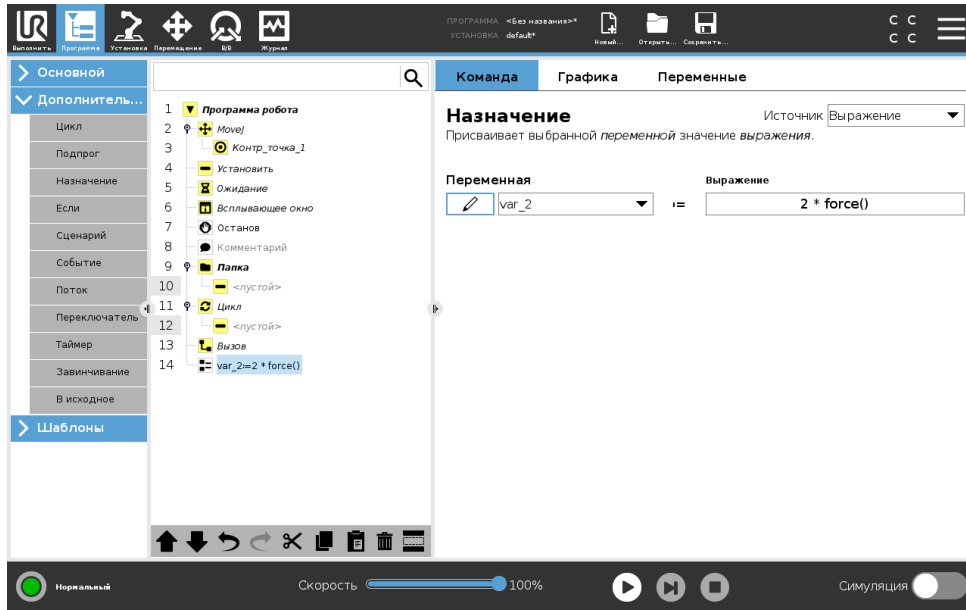 UR
Выполнить
Программа
Установка
Перемещение
В/В
Журнал
ПРОГРАММА <Без названия>*
УСТАНОВКА default*
Новый...
Открыть...
Сохранить...
C C
C C
Основной
Дополнитель...
Цикл
Подпрог
Назначение
Если
Сценарий
Событие
Поток
Переключатель
Таймер
Завинчивание
В исходное
Шаблоны
1 Программа робота
2 MoveJ
3 Контр_точка_1
4 Установить
5 Ожидание
6 Всплывающее окно
7 Останов
8 Комментарий
9 Папка
10 <пустой>
11 Цикл
12 <пустой>
13 Вызов
14 var_2:=2 * force()
Команда
Графика
Переменные
Назначение
Источник Выражение
Присваивает выбранной переменной значение выражения.
Переменная
Выражение
var_2 := 2 * force()
Нормальный
Скорость 100%
Симуляция